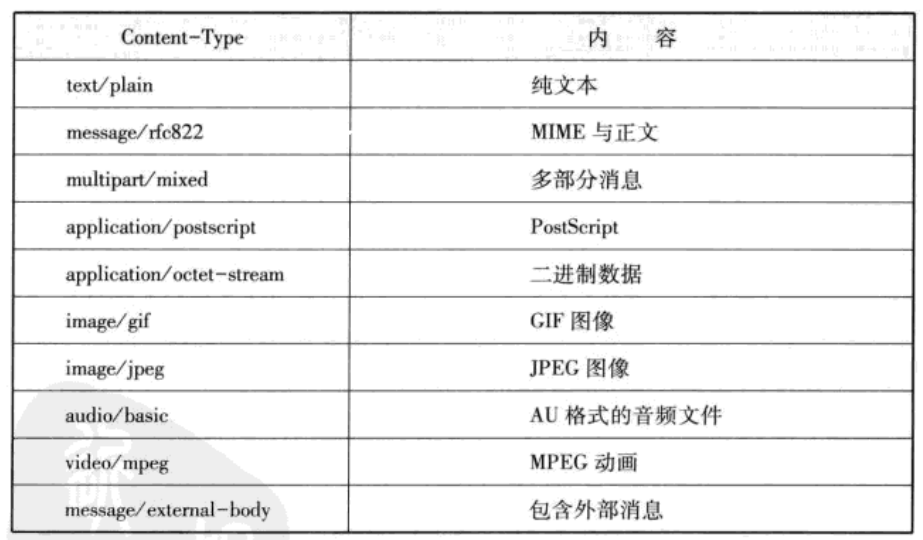 Content-Type 内 容
text/plain 纯文本
message/rfc822 MIME 与正文
multipart/mixed 多部分消息
application/postscript PostScript
application/octet-stream 二进制数据
image/gif GIF 图像
image/jpeg JPEG 图像
audio/basic AU 格式的音频文件
video/mpeg MPEG 动画
message/external-body 包含外部消息